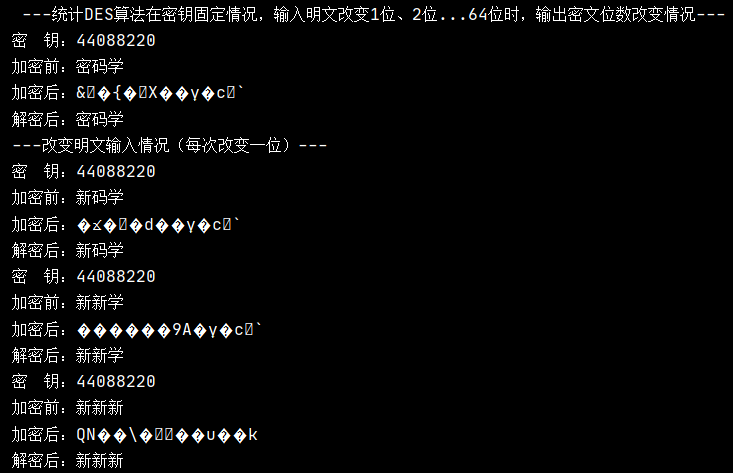 ---统计DES算法在密钥固定情况，输入明文改变1位、2位...64位时，输出密文位数改变情况---
密 钥：44088220
加密前：密码学
加密后：&�{�X��γ�c`
解密后：密码学
---改变明文输入情况（每次改变一位）---
密 钥：44088220
加密前：新码学
加密后：��d��γ�c`
解密后：新码学
密 钥：44088220
加密前：新新学
加密后：������9A�γ�c`
解密后：新新学
密 钥：44088220
加密前：新新新
加密后：QN��\���u��k
解密后：新新新